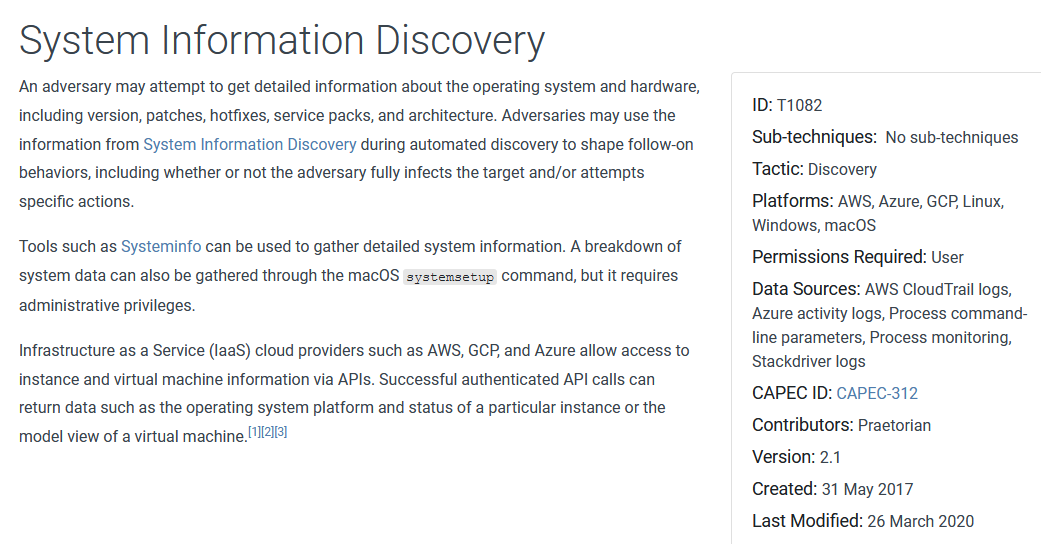 System Information Discovery
An adversary may attempt to get detailed information about the operating system and hardware,
including version, patches, hotfixes, service packs, and architecture. Adversaries may use the
information from System Information Discovery during automated discovery to shape follow-on
behaviors, including whether or not the adversary fully infects the target and/or attempts
specific actions.
Tools such as Systeminfo can be used to gather detailed system information. A breakdown of
system data can also be gathered through the macOS systemsetup command, but it requires
administrative privileges.
Infrastructure as a Service (IaaS) cloud providers such as AWS, GCP, and Azure allow access to
instance and virtual machine information via APIs. Successful authenticated API calls can
return data such as the operating system platform and status of a particular instance or the
model view of a virtual machine.[1][2][3]
ID: T1082
Sub-techniques: No sub-techniques
Tactic: Discovery
Platforms: AWS, Azure, GCP, Linux,
Windows, macOS
Permissions Required: User
Data Sources: AWS CloudTrail logs,
Azure activity logs, Process command-
line parameters, Process monitoring,
Stackdriver logs
CAPEC ID: CAPEC-312
Contributors: Praetorian
Version: 2.1
Created: 31 May 2017
Last Modified: 26 March 2020